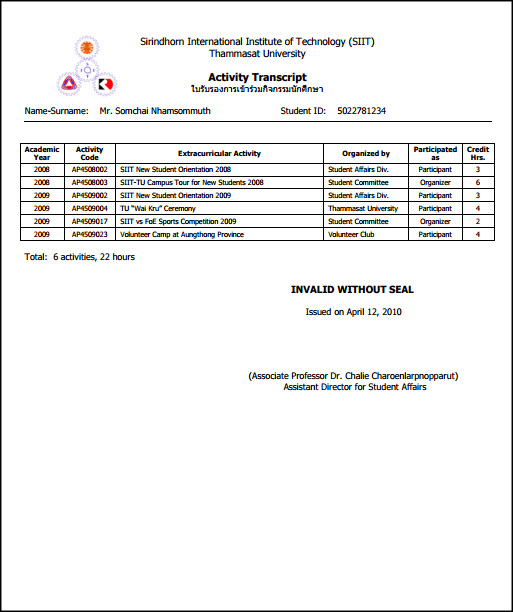 Sirindhorn International Institute of Technology (SIIT)
Thammasat University
Activity Transcript
ใบรับรองการเข้าร่วมกิจกรรมนักศึกษา
Name-Surname: Mr. Somchai Nhamsommuth Student ID: 5022781234
Academic Year Activity Code Extracurricular Activity Organized by Participated as Credit Hrs.
2008 AP4508002 SIIT New Student Orientation 2008 Student Affairs Div. Participant 3
2008 AP4508003 SIIT-TU Campus Tour for New Students 2008 Student Committee Organizer 6
2009 AP4509002 SIIT New Student Orientation 2009 Student Affairs Div. Participant 3
2009 AP4509004 TU "Wai Kru" Ceremony Thammasat University Participant 4
2009 AP4509017 SIIT vs FoE Sports Competition 2009 Student Committee Organizer 2
2009 AP4509023 Volunteer Camp at Aungthong Province Volunteer Club Participant 4
Total: 6 activities, 22 hours
INVALID WITHOUT SEAL
Issued on April 12, 2010
(Associate Professor Dr. Chalie Charoenlarpnopparut)
Assistant Director for Student Affairs